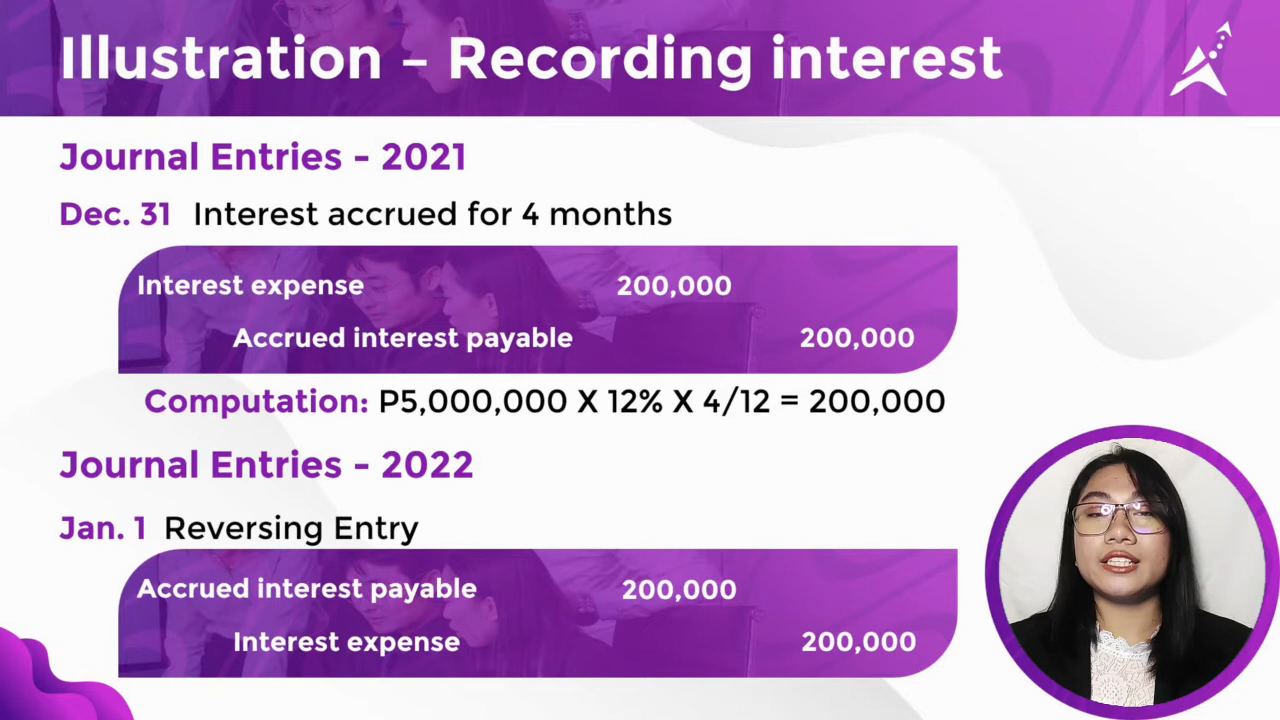 Illustration – Recording interest
Journal Entries - 2021
Dec. 31 Interest accrued for 4 months
Interest expense 200,000
Accrued interest payable 200,000
Computation: P5,000,000 X 12% X 4/12 = 200,000
Journal Entries - 2022
Jan. 1 Reversing Entry
Accrued interest payable 200,000
Interest expense 200,000